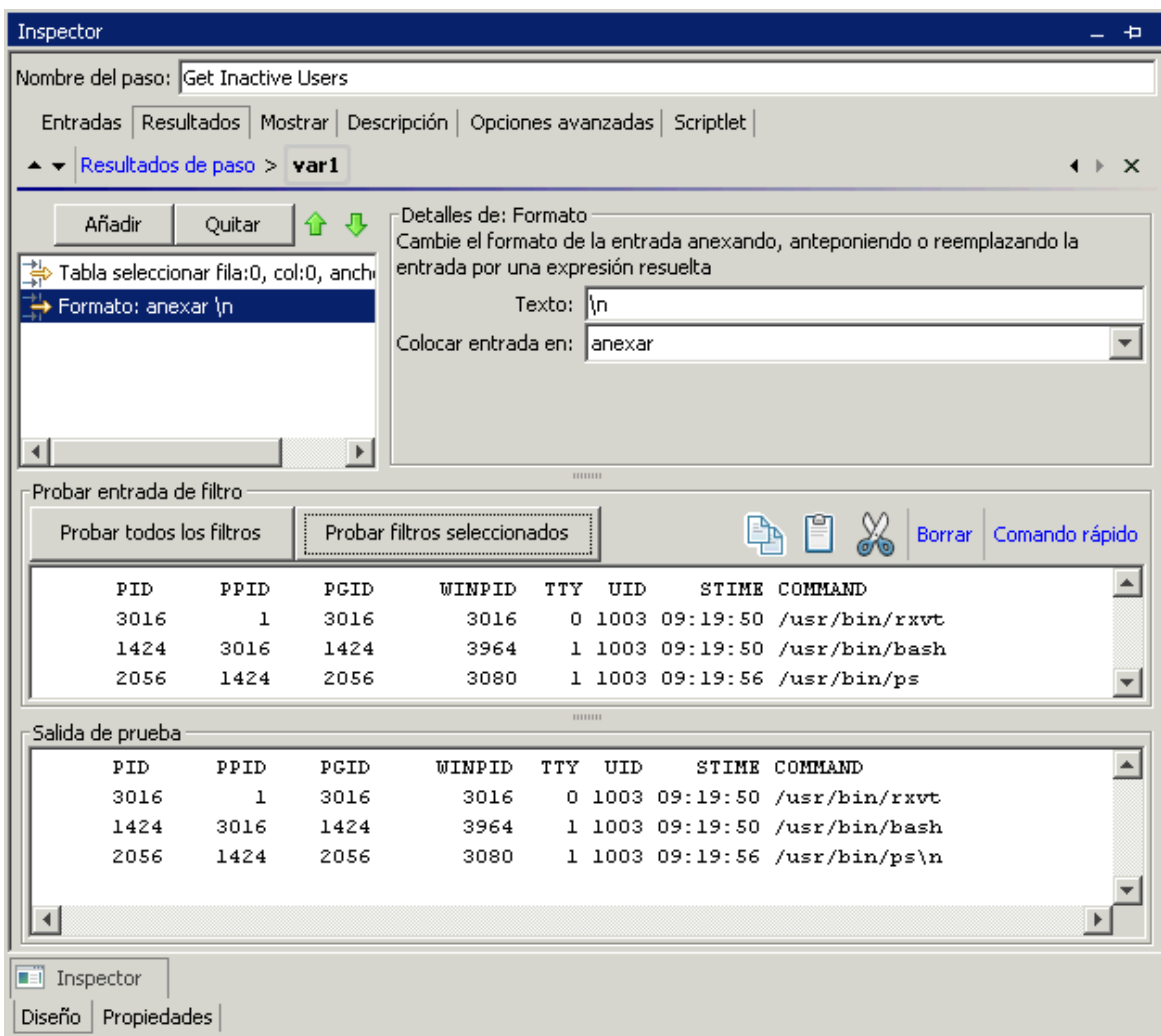 Inspector
Nombre del paso: Get Inactive Users
Entradas Resultados Mostrar Descripción Opciones avanzadas Scriptlet
Resultados de paso > var1
Añadir Quitar
Tabla seleccionar fila:0, col:0, anch
Formato: anexar \n
Detalles de: Formato
Cambie el formato de la entrada anexando, anteponiendo o reemplazando la
entrada por una expresión resuelta
Texto: \n
Colocar entrada en: anexar
Probar entrada de filtro
Probar todos los filtros Probar filtros seleccionados Borrar Comando rápido
PID PPID PGID WINPID TTY UID STIME COMMAND
3016 1 3016 3016 0 1003 09:19:50 /usr/bin/rxvt
1424 3016 1424 3964 1 1003 09:19:50 /usr/bin/bash
2056 1424 2056 3080 1 1003 09:19:56 /usr/bin/ps
Salida de prueba
PID PPID PGID WINPID TTY UID STIME COMMAND
3016 1 3016 3016 0 1003 09:19:50 /usr/bin/rxvt
1424 3016 1424 3964 1 1003 09:19:50 /usr/bin/bash
2056 1424 2056 3080 1 1003 09:19:56 /usr/bin/ps\n
Inspector
Diseño Propiedades